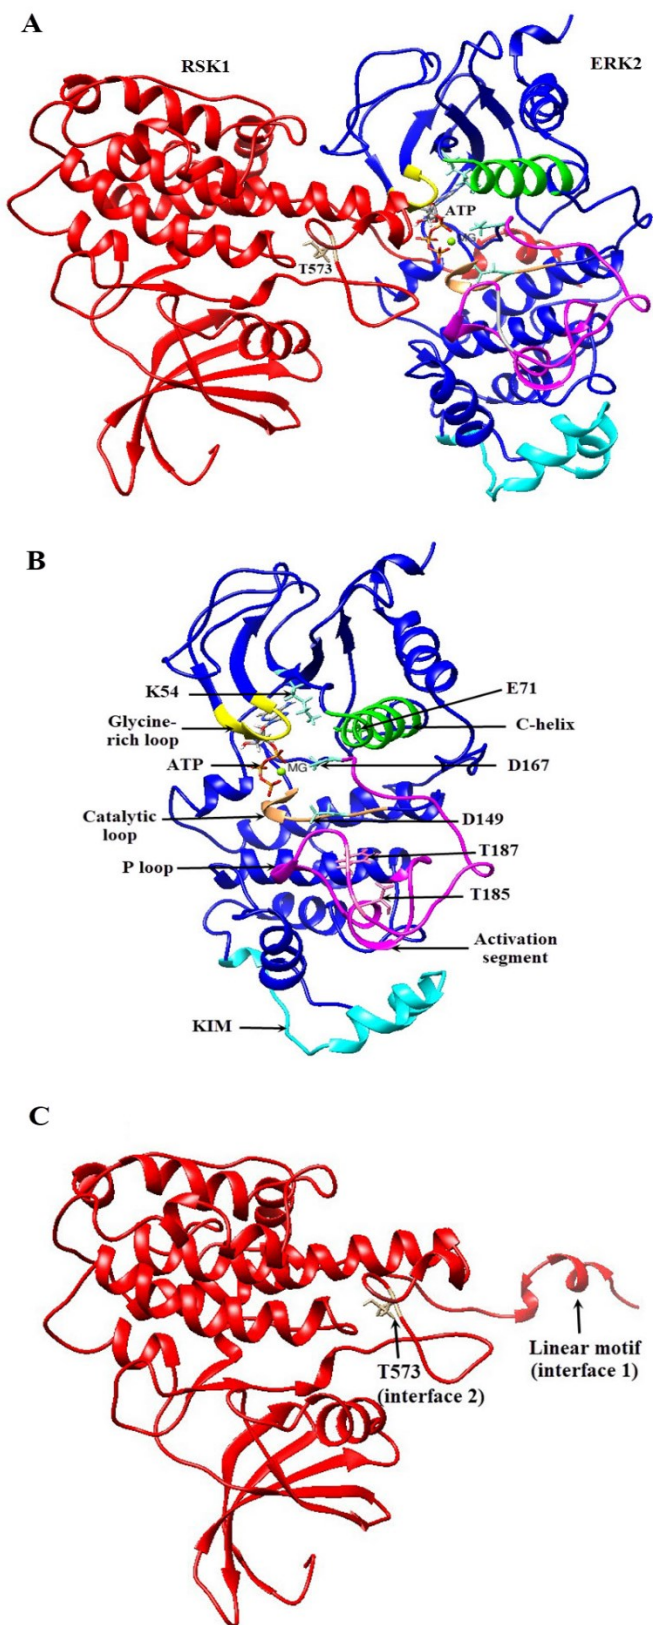 A
RSK1
ERK2
ATP
MG
T573
B
K54
E71
Glycine-
rich loop
C-helix
ATP
MG
D167
Catalytic
loop
D149
T187
P loop
T185
Activation
segment
KIM
C
Linear motif
(interface 1)
T573
(interface 2)